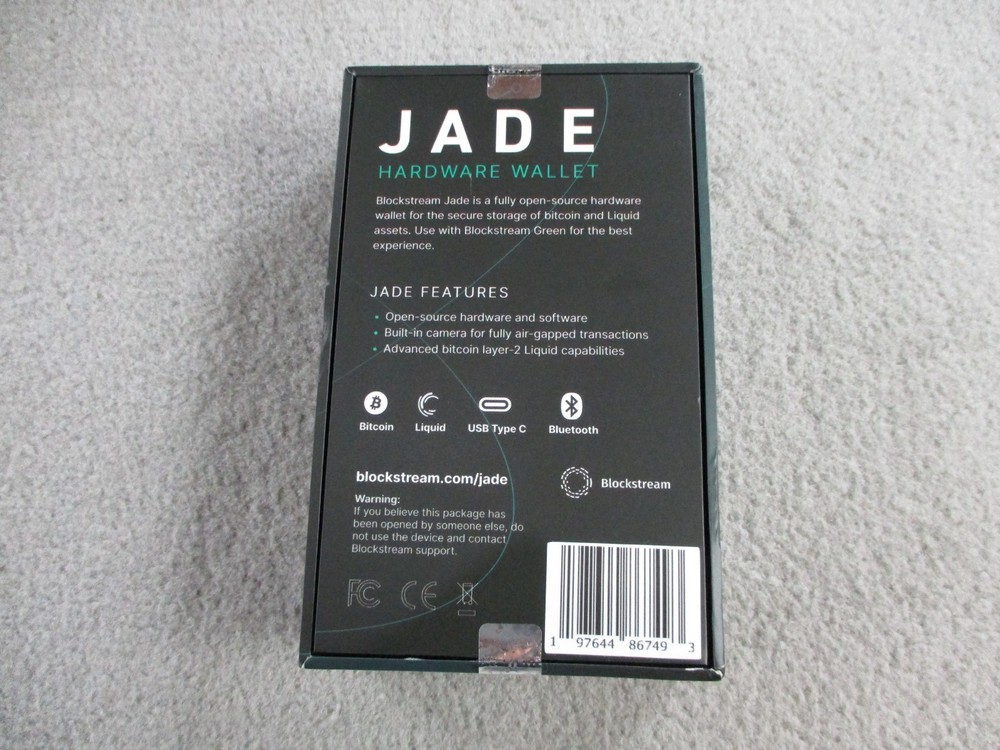 JADE
HARDWARE WALLET
Blockstream Jade is a fully open-source hardware
wallet for the secure storage of bitcoin and Liquid
assets. Use with Blockstream Green for the best
experience.
JADE FEATURES
• Open-source hardware and software
• Built-in camera for fully air-gapped transactions
• Advanced bitcoin layer-2 Liquid capabilities
Bitcoin Liquid USB Type C Bluetooth
blockstream.com/jade
Blockstream
Warning:
If you believe this package has
been opened by someone else, do
not use the device and contact
Blockstream support.
FC CE
1 97644 86749 3